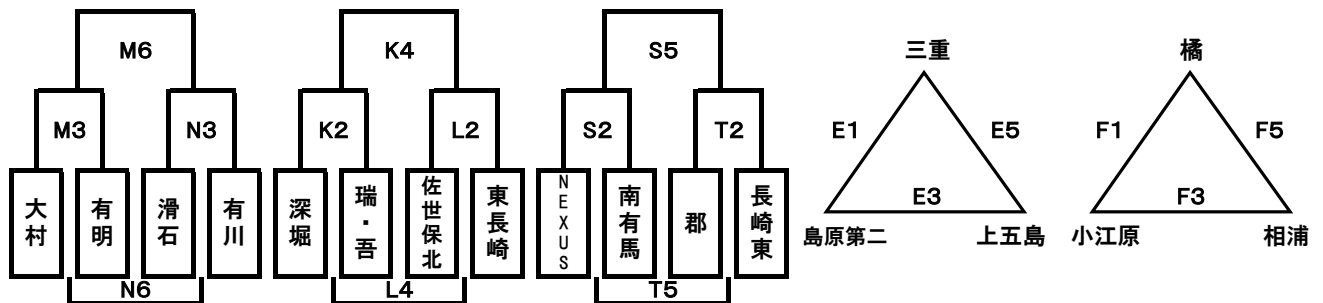 M6
K4
S5
三重
橘
M3
N3
K2
L2
S2
T2
E1
E5
F1
F5
大村
有明
滑石
有川
深堀
瑞・吾
佐世保北
東長崎
NEXUS
南有馬
郡
長崎東
E3
F3
島原第二
上五島
小江原
相浦
N6
L4
T5